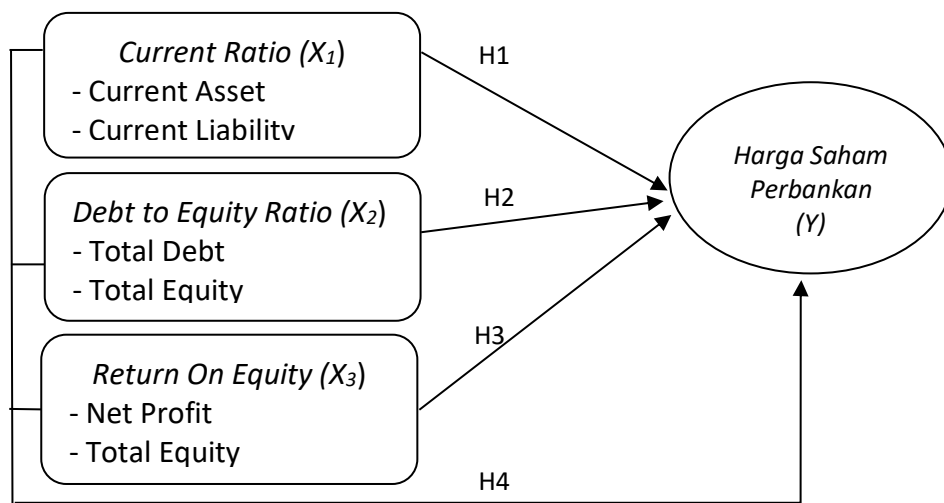 Current Ratio (X1)
- Current Asset
- Current Liability
H1
Harga Saham
Perbankan
(Y)
Debt to Equity Ratio (X2)
- Total Debt
- Total Equity
H2
Return On Equity (X3)
- Net Profit
- Total Equity
H3
H4